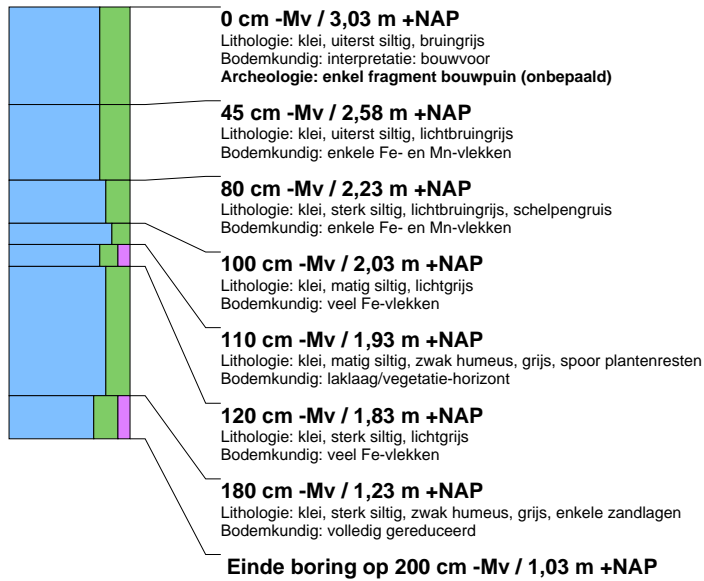 0 cm -Mv / 3,03 m +NAP
Lithologie: klei, uiterst siltig, bruingrijs
Bodemkundig: interpretatie: bouwvoor
Archeologie: enkel fragment bouwpuin (onbepaald)
45 cm -Mv / 2,58 m +NAP
Lithologie: klei, uiterst siltig, lichtbruingrijs
Bodemkundig: enkele Fe- en Mn-vlekken
80 cm -Mv / 2,23 m +NAP
Lithologie: klei, sterk siltig, lichtbruingrijs, schelpengruis
Bodemkundig: enkele Fe- en Mn-vlekken
100 cm -Mv / 2,03 m +NAP
Lithologie: klei, matig siltig, lichtgrijs
Bodemkundig: veel Fe-vlekken
110 cm -Mv / 1,93 m +NAP
Lithologie: klei, matig siltig, zwak humeus, grijs, spoor plantenresten
Bodemkundig: laklaag/vegetatie-horizont
120 cm -Mv / 1,83 m +NAP
Lithologie: klei, sterk siltig, lichtgrijs
Bodemkundig: veel Fe-vlekken
180 cm -Mv / 1,23 m +NAP
Lithologie: klei, sterk siltig, zwak humeus, grijs, enkele zandlagen
Bodemkundig: volledig gereduceerd
Einde boring op 200 cm -Mv / 1,03 m +NAP